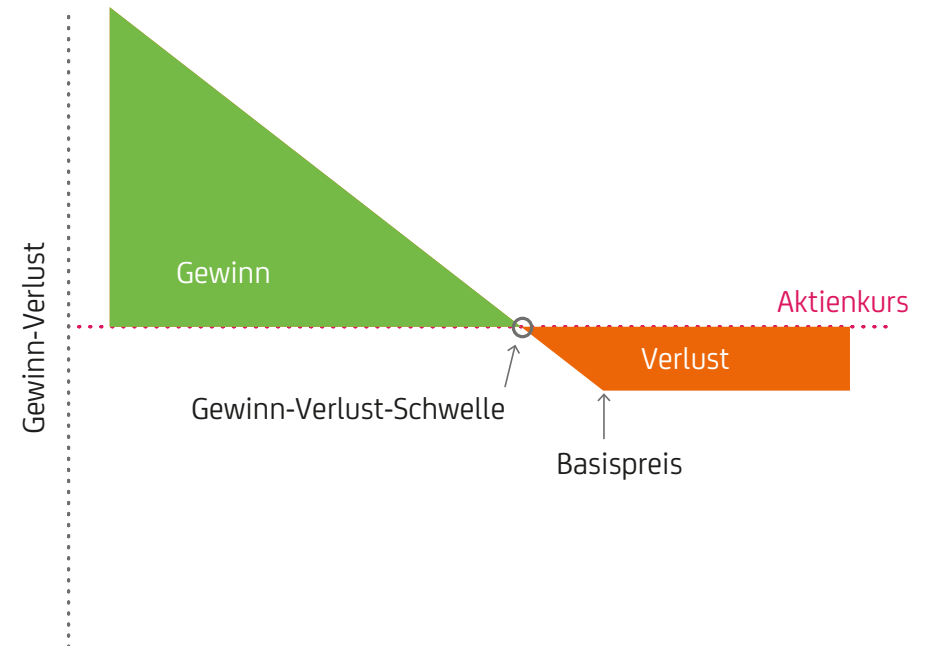 Gewinn-Verlust
Gewinn
Aktienkurs
Verlust
Gewinn-Verlust-Schwelle
Basispreis